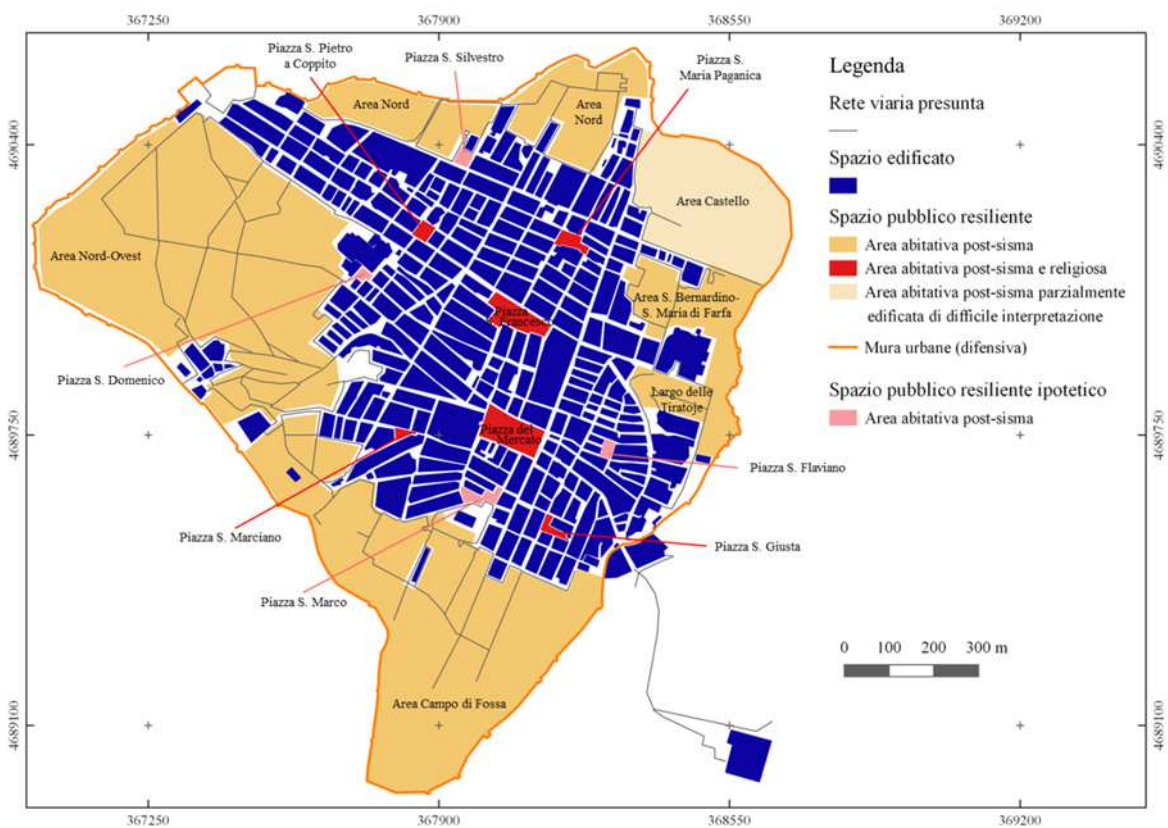 367250
367900
368550
369200
Piazza S. Pietro
a Coppito
Piazza S. Silvestro
Piazza S.
Maria Paganica
Area Nord
Area
Nord
4690400
4690400
Area Castello
Area Nord-Ovest
Area S. Bernardino-
S. Maria di Farfa
Piazza
Francesco
Piazza S. Domenico
Largo delle
Tiratoje
4689750
4689750
Piazza del
Mercato
Piazza S. Flaviano
Piazza S. Marciano
Piazza S. Giusta
Piazza S. Marco
Area Campo di Fossa
4689100
4689100
367250
367900
368550
369200
Legenda
Rete viaria presunta
Spazio edificato
Spazio pubblico resiliente
Area abitativa post-sisma
Area abitativa post-sisma e religiosa
Area abitativa post-sisma parzialmente
edificata di difficile interpretazione
Mura urbane (difensiva)
Spazio pubblico resiliente ipotetico
Area abitativa post-sisma
0 100 200 300 m